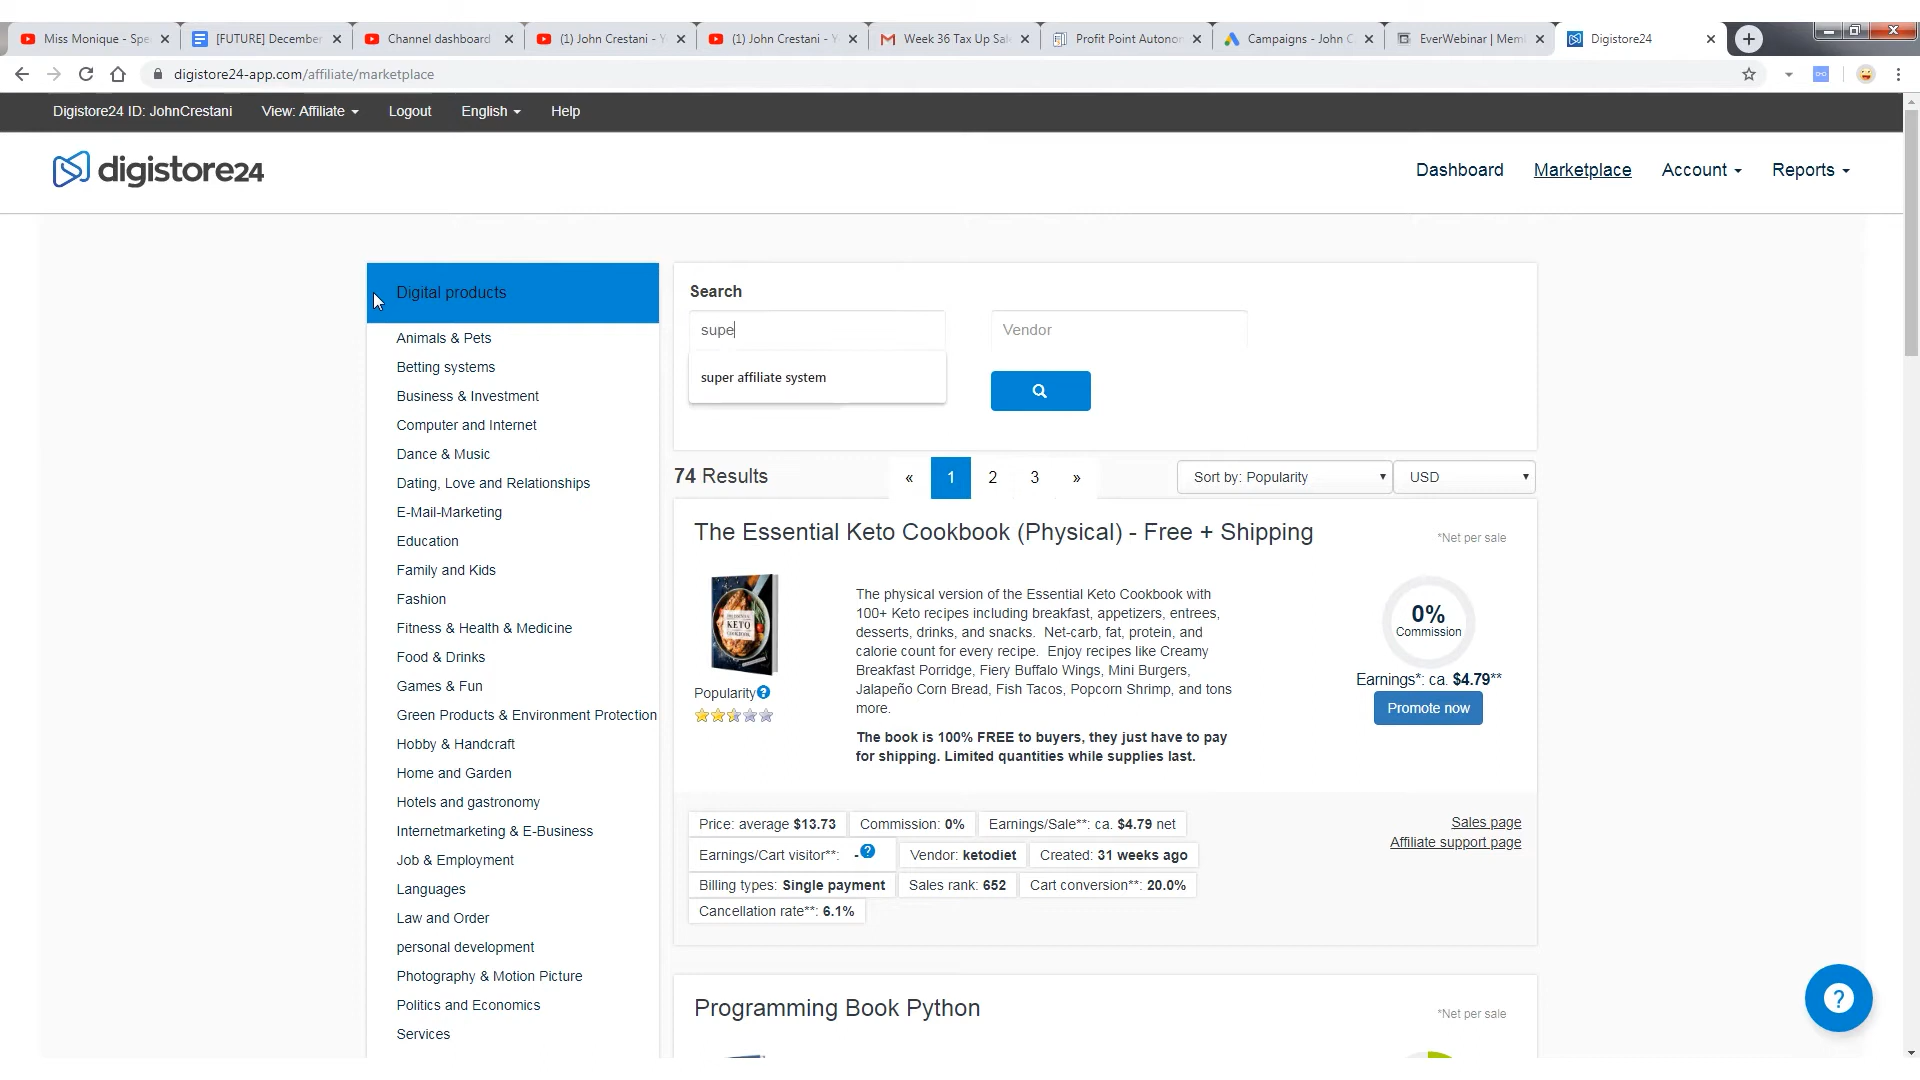 Miss Monique - Spe
[FUTURE] December
Channel dashboard
(1) John Crestani - Y
(1) John Crestani - Y
Week 36 Tax Up Sal
Profit Point Autonon
Campaigns - John C
EverWebinar | Mem
Digistore24
digistore24-app.com/affiliate/marketplace
Digistore24 ID: JohnCrestani
View: Affiliate
Logout
English
Help
digistore24
Dashboard
Marketplace
Account
Reports
Digital products
Animals & Pets
Betting systems
Business & Investment
Computer and Internet
Dance & Music
Dating, Love and Relationships
E-Mail-Marketing
Education
Family and Kids
Fashion
Fitness & Health & Medicine
Food & Drinks
Games & Fun
Green Products & Environment Protection
Hobby & Handcraft
Home and Garden
Hotels and gastronomy
Internetmarketing & E-Business
Job & Employment
Languages
Law and Order
personal development
Photography & Motion Picture
Politics and Economics
Services
Search
supe
Vendor
super affiliate system
74 Results
« 1 2 3 »
Sort by: Popularity
USD
The Essential Keto Cookbook (Physical) - Free + Shipping
*Net per sale
KETO
Popularity
The physical version of the Essential Keto Cookbook with
100+ Keto recipes including breakfast, appetizers, entrees,
desserts, drinks, and snacks. Net-carb, fat, protein, and
calorie count for every recipe. Enjoy recipes like Creamy
Breakfast Porridge, Fiery Buffalo Wings, Mini Burgers,
Jalapeño Corn Bread, Fish Tacos, Popcorn Shrimp, and tons
more.
The book is 100% FREE to buyers, they just have to pay
for shipping. Limited quantities while supplies last.
0%
Commission
Earnings*: ca. $4.79**
Promote now
Price: average $13.73
Commission: 0%
Earnings/Sale**: ca. $4.79 net
Earnings/Cart visitor**: -
Vendor: ketodiet
Created: 31 weeks ago
Billing types: Single payment
Sales rank: 652
Cart conversion**: 20.0%
Cancellation rate**: 6.1%
Sales page
Affiliate support page
Programming Book Python
*Net per sale